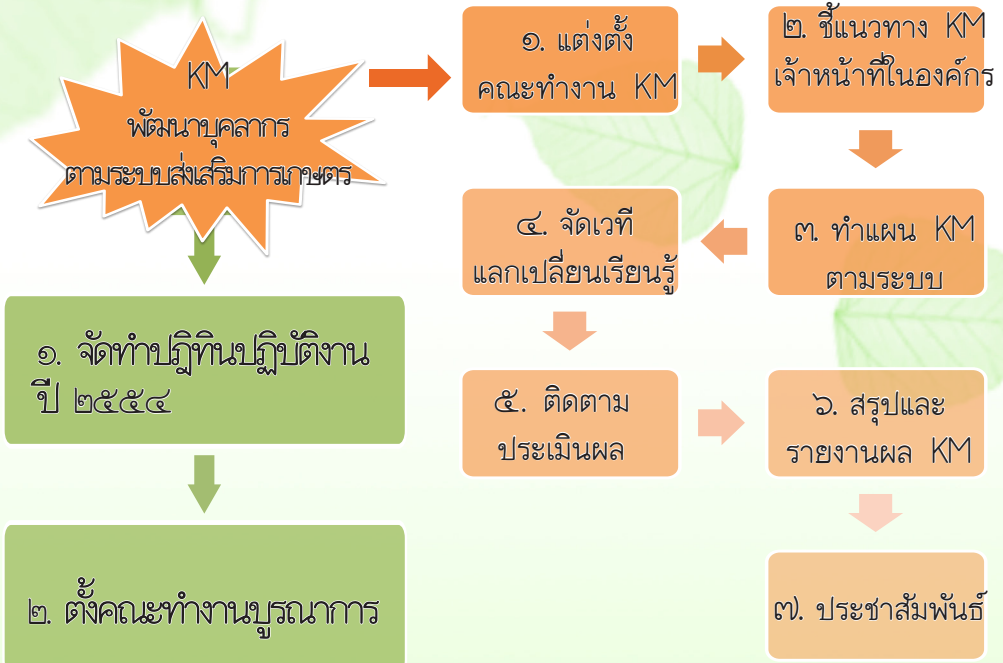 KM
พัฒนาบุคลากร
ตามระบบส่งเสริมการเกษตร
๑. แต่งตั้ง
คณะทำงาน KM
๒. ชี้แนวทาง KM
เจ้าหน้าที่ในองค์กร
๓. ทำแผน KM
ตามระบบ
๔. จัดเวที
แลกเปลี่ยนเรียนรู้
๕. ติดตาม
ประเมินผล
๖. สรุปและ
รายงานผล KM
๗. ประชาสัมพันธ์
๑. จัดทำปฎิทินปฏิบัติงาน
ปี ๒๕๕๔
๒. ตั้งคณะทำงานบูรณาการ